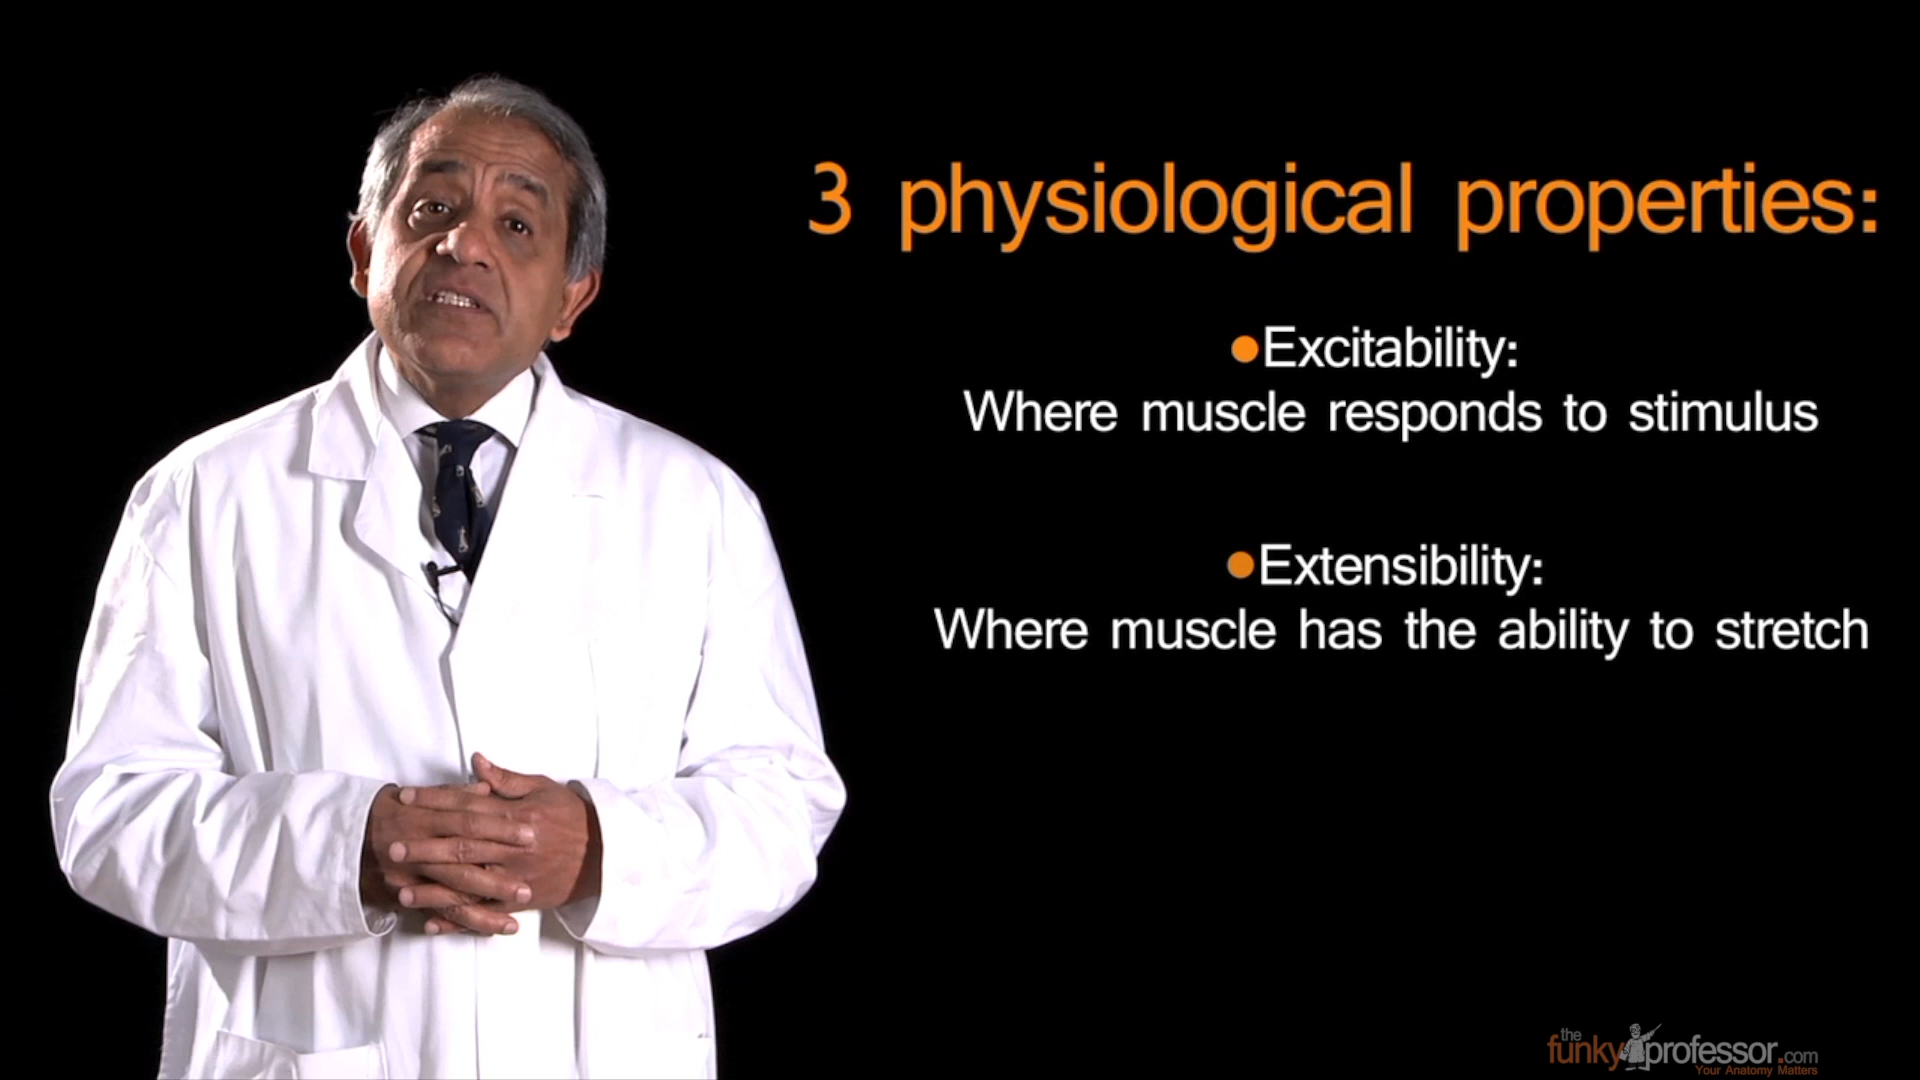 3 physiological properties:
●Excitability:
Where muscle responds to stimulus
●Extensibility:
Where muscle has the ability to stretch
the
funkyprofessor.com
Your Anatomy Matters